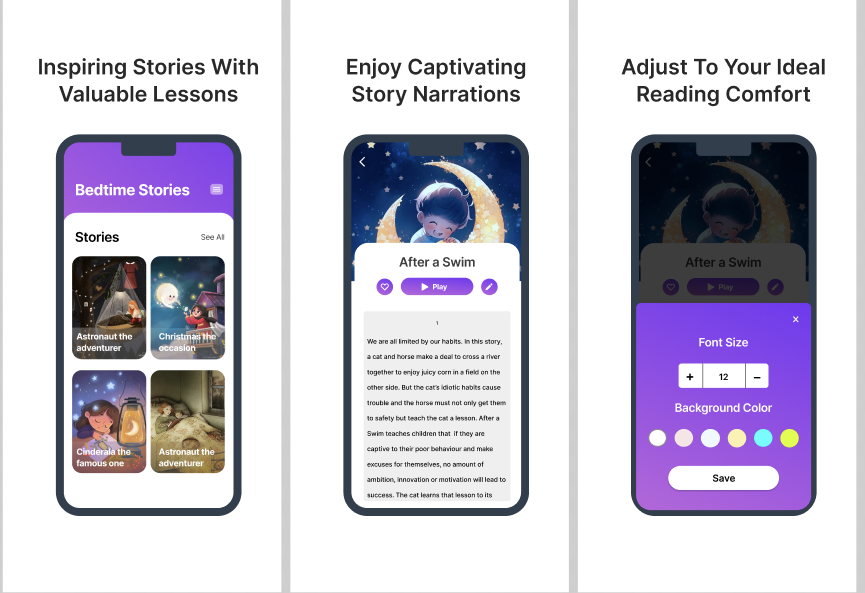 Inspiring Stories With
Valuable Lessons
Bedtime Stories
Stories
See All
Astronaut the
adventurer
Christmas the
occasion
Cinderala the
famous one
Astronaut the
adventurer
Enjoy Captivating
Story Narrations
After a Swim
Play
1
We are all limited by our habits. In this story,
a cat and horse make a deal to cross a river
together to enjoy juicy corn in a field on the
other side. But the cat's idiotic habits cause
trouble and the horse must not only get them
to safety but teach the cat a lesson. After a
Swim teaches children that if they are
captive to their poor behaviour and make
excuses for themselves, no amount of
ambition, innovation or motivation will lead to
success. The cat learns that lesson to its
Adjust To Your Ideal
Reading Comfort
After a Swim
Play
x
Font Size
+ 12 −
Background Color
Save